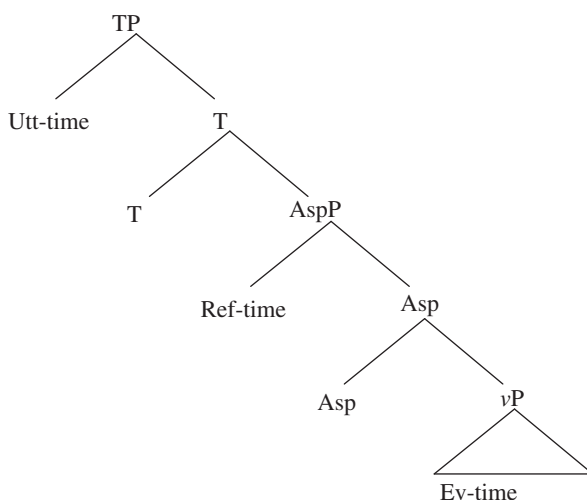 TP
Utt-time
T
T
AspP
Ref-time
Asp
Asp
vP
Ev-time